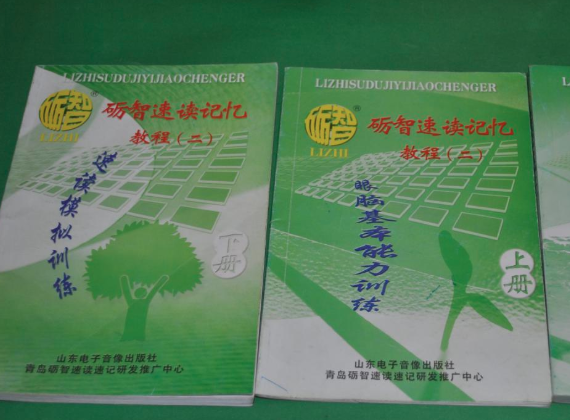 LIZHISUDUJIYIJIAOCHENGER
砺智
®
LIZHI
砺智速读记忆
教程（二）
速读模拟训练
下册
山东电子音像出版社
青岛砺智速读速记研发推广中心
LIZHISUDUJIYIJIAOCHENGER
砺智
®
LIZHI
砺智速读记忆
教程（二）
眼脑基本能力训练
上册
山东电子音像出版社
青岛砺智速读速记研发推广中心